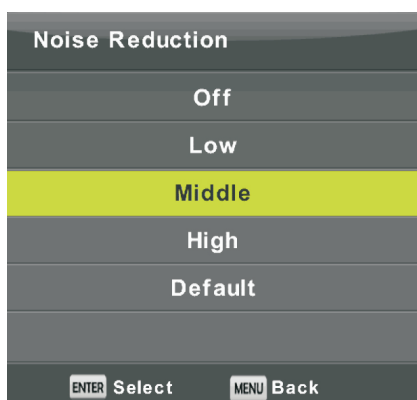 Noise Reduction
Off
Low
Middle
High
Default
ENTER Select MENU Back